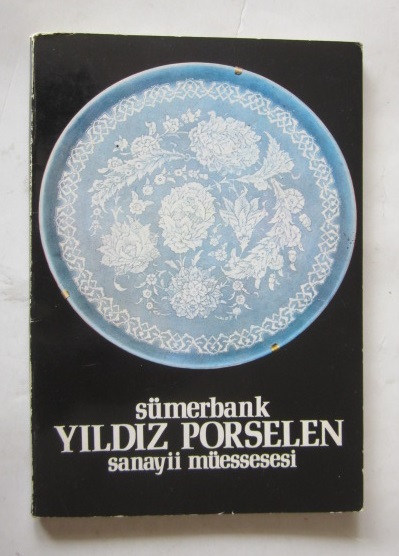 sümerbank
YILDIZ PORSELEN
sanayii müessesesi